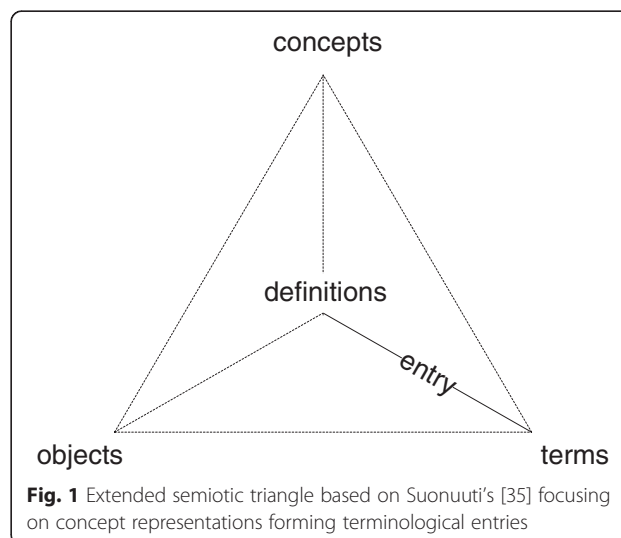 concepts
definitions
entry
objects
terms
Fig. 1 Extended semiotic triangle based on Suonuuti's [35] focusing
on concept representations forming terminological entries